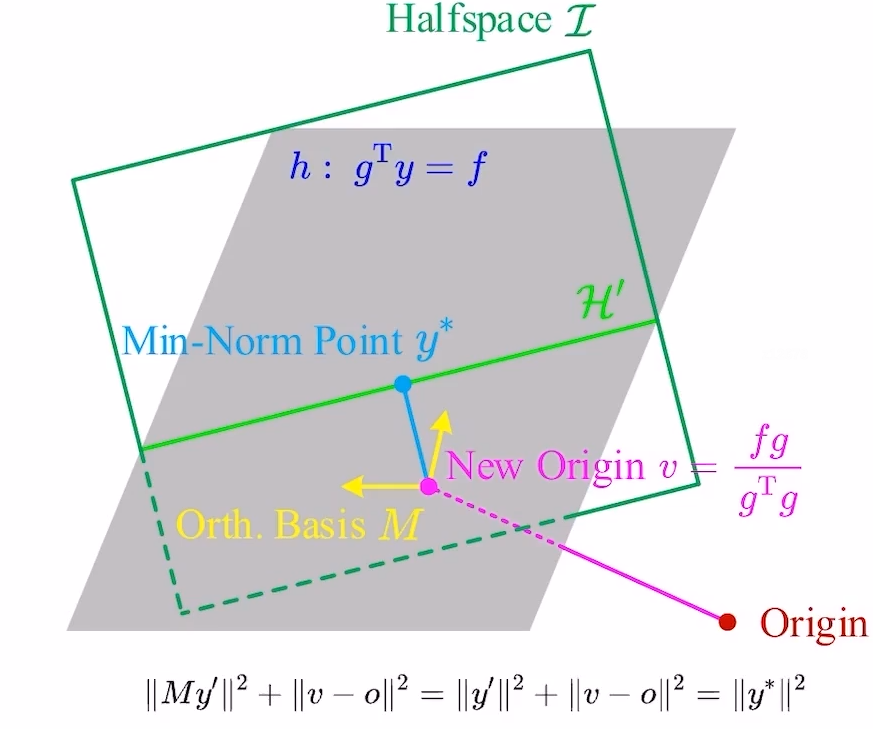 Halfspace $\mathcal{I}$
$h: \ g^{\mathrm{T}} y = f$
$\mathcal{H}'$
Min-Norm Point $y^*$
New Origin $v = \dfrac{fg}{g^{\mathrm{T}} g}$
Orth. Basis $M$
Origin
$\|My'\|^2 + \|v - o\|^2 = \|y'\|^2 + \|v - o\|^2 = \|y^*\|^2$